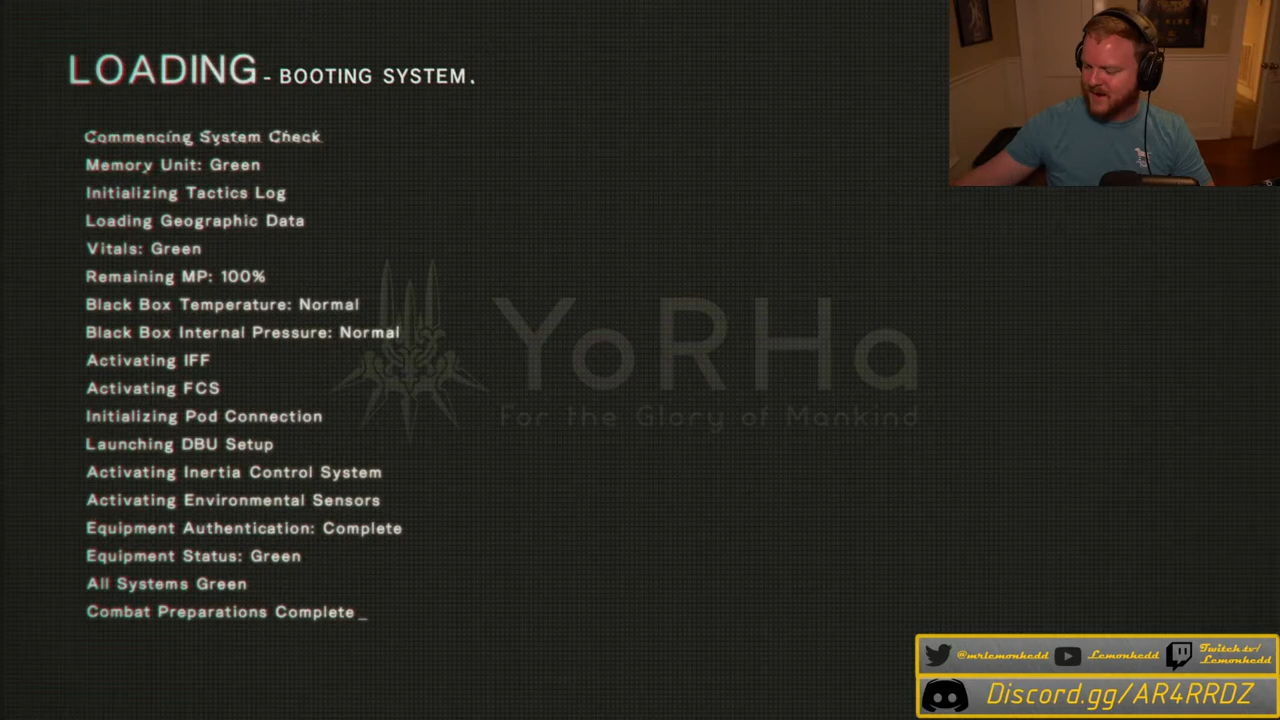 LOADING - BOOTING SYSTEM.
Commencing System Check
Memory Unit: Green
Initializing Tactics Log
Loading Geographic Data
Vitals: Green
Remaining MP: 100%
Black Box Temperature: Normal
Black Box Internal Pressure: Normal
Activating IFF
Activating FCS
Initializing Pod Connection
Launching DBU Setup
Activating Inertia Control System
Activating Environmental Sensors
Equipment Authentication: Complete
Equipment Status: Green
All Systems Green
Combat Preparations Complete _
YoRHa
For the Glory of Mankind
@mrlemonhedd Lemonhedd Twitch.tv/
Lemonhedd
Discord.gg/AR4RRDZ